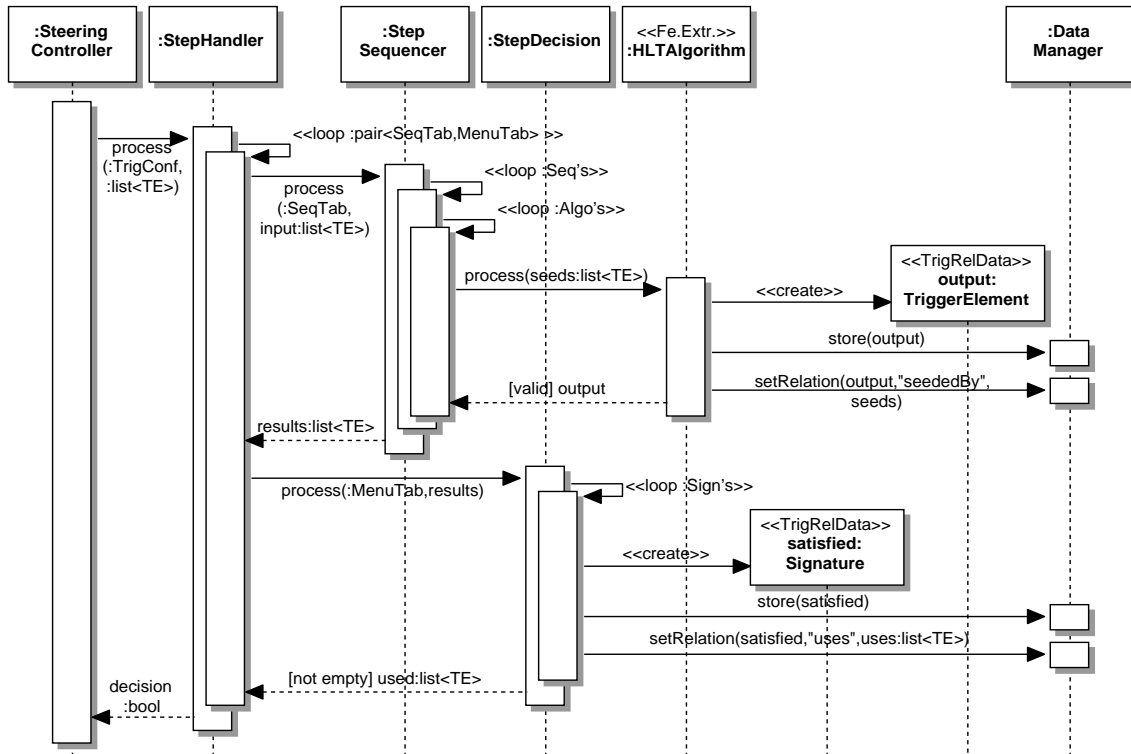 :Steering
Controller
:StepHandler
:Step
Sequencer
:StepDecision
<<Fe.Extr.>>
:HLTAlgorithm
:Data
Manager
<<loop :pair<SeqTab,MenuTab> >>
process
(:TrigConf,
:list<TE>)
process
(:SeqTab,
input:list<TE>)
<<loop :Seq's>>
<<loop :Algo's>>
process(seeds:list<TE>)
<<create>>
<<TrigRelData>>
output:
TriggerElement
store(output)
setRelation(output,"seededBy",
seeds)
[valid] output
results:list<TE>
process(:MenuTab,results)
<<loop :Sign's>>
<<create>>
<<TrigRelData>>
satisfied:
Signature
store(satisfied)
setRelation(satisfied,"uses",uses:list<TE>)
[not empty] used:list<TE>
decision
:bool